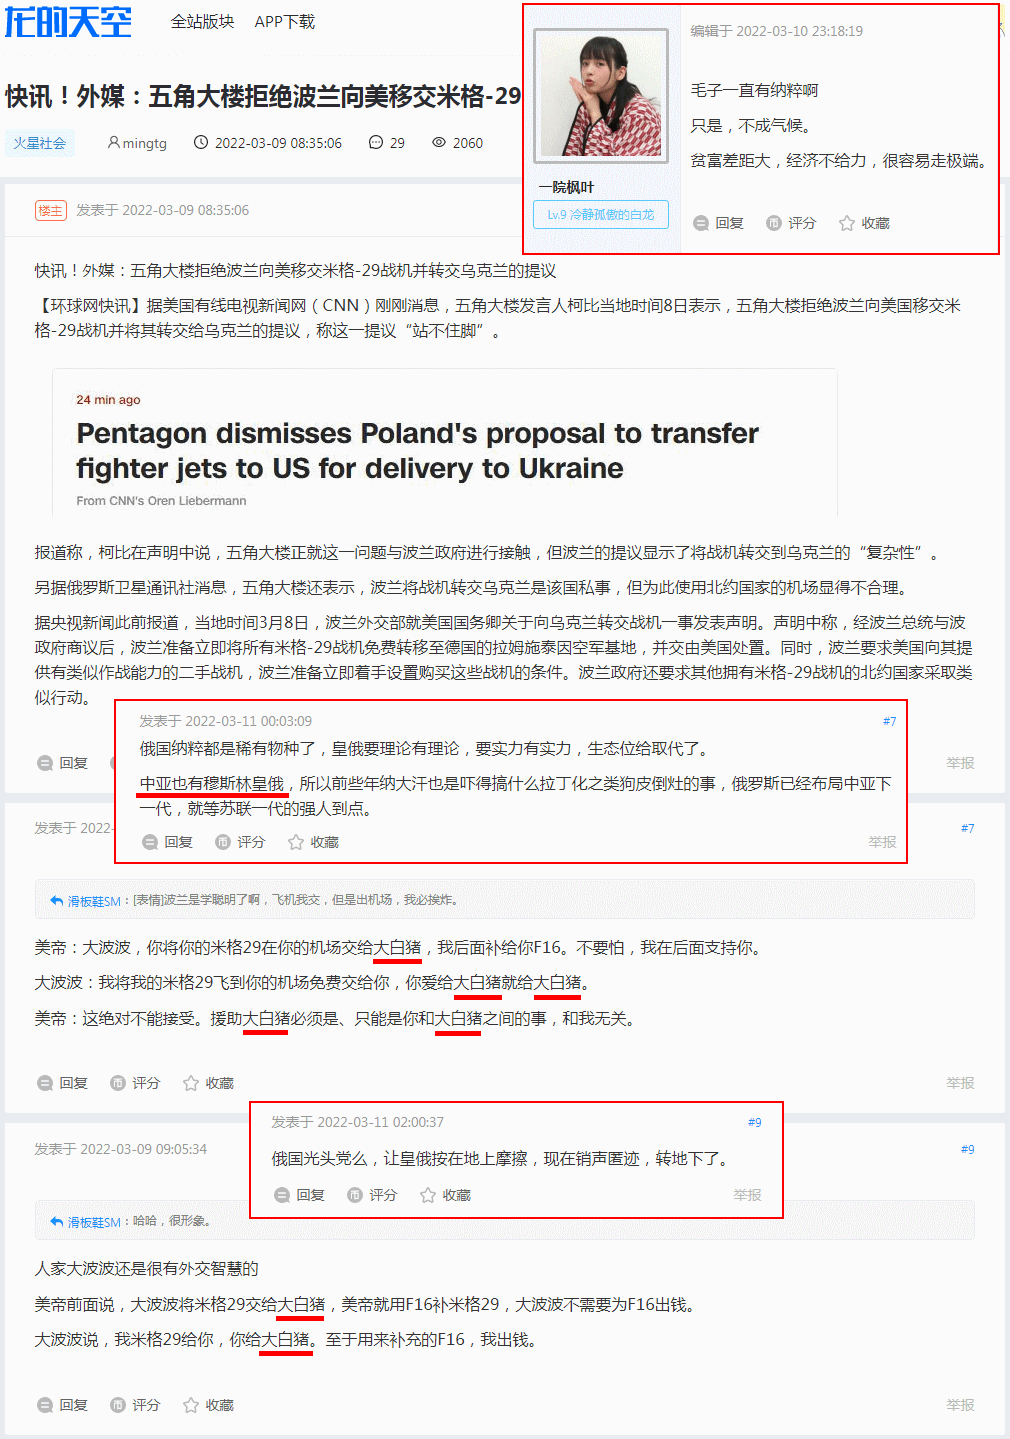 龙的天空
全站版块 APP下载
快讯！外媒：五角大楼拒绝波兰向美移交米格-29
火星社会 mingtg 2022-03-09 08:35:06 29 2060
编辑于 2022-03-10 23:18:19
毛子一直有纳粹啊
只是，不成气候。
贫富差距大，经济不给力，很容易走极端。
一院枫叶
Lv.9 冷静孤傲的白龙
回复 评分 收藏
楼主 发表于 2022-03-09 08:35:06
快讯！外媒：五角大楼拒绝波兰向美移交米格-29战机并转交乌克兰的提议
【环球网快讯】据美国有线电视新闻网（CNN）刚刚消息，五角大楼发言人柯比当地时间8日表示，五角大楼拒绝波兰向美国移交米
格-29战机并将其转交给乌克兰的提议，称这一提议“站不住脚”。
24 min ago
Pentagon dismisses Poland's proposal to transfer
fighter jets to US for delivery to Ukraine
From CNN's Oren Liebermann
报道称，柯比在声明中说，五角大楼正就这一问题与波兰政府进行接触，但波兰的提议显示了将战机转交到乌克兰的“复杂性”。
另据俄罗斯卫星通讯社消息，五角大楼还表示，波兰将战机转交乌克兰是该国私事，但为此使用北约国家的机场显得不合理。
据央视新闻此前报道，当地时间3月8日，波兰外交部就美国国务卿关于向乌克兰转交战机一事发表声明。声明中称，经波兰总统与波
政府商议后，波兰准备立即将所有米格-29战机免费转移至德国的拉姆施泰因空军基地，并交由美国处置。同时，波兰要求美国向其提
供有类似作战能力的二手战机，波兰准备立即着手设置购买这些战机的条件。波兰政府还要求其他拥有米格-29战机的北约国家采取类
似行动。
回复
举报
发表于 2022-03-11 00:03:09 #7
俄国纳粹都是稀有物种了，皇俄要理论有理论，要实力有实力，生态位给取代了。
中亚也有穆斯林皇俄，所以前些年纳大汗也是吓得搞什么拉丁化之类狗皮倒灶的事，俄罗斯已经布局中亚下
一代，就等苏联一代的强人到点。
回复 评分 收藏 举报
发表于 2022- #7
滑板鞋SM：[表情]波兰是学聪明了啊，飞机我交，但是出机场，我必挨炸。
美帝：大波波，你将你的米格29在你的机场交给大白猪，我后面补给你F16。不要怕，我在后面支持你。
大波波：我将我的米格29飞到你的机场免费交给你，你爱给大白猪就给大白猪。
美帝：这绝对不能接受。援助大白猪必须是、只能是你和大白猪之间的事，和我无关。
回复 评分 收藏 举报
发表于 2022-03-11 02:00:37 #9
俄国光头党么，让皇俄按在地上摩擦，现在销声匿迹，转地下了。
回复 评分 收藏 举报
发表于 2022-03-09 09:05:34 #9
滑板鞋SM：哈哈，很形象。
人家大波波还是很有外交智慧的
美帝前面说，大波波将米格29交给大白猪，美帝就用F16补米格29，大波波不需要为F16出钱。
大波波说，我米格29给你，你给大白猪。至于用来补充的F16，我出钱。
回复 评分 收藏 举报